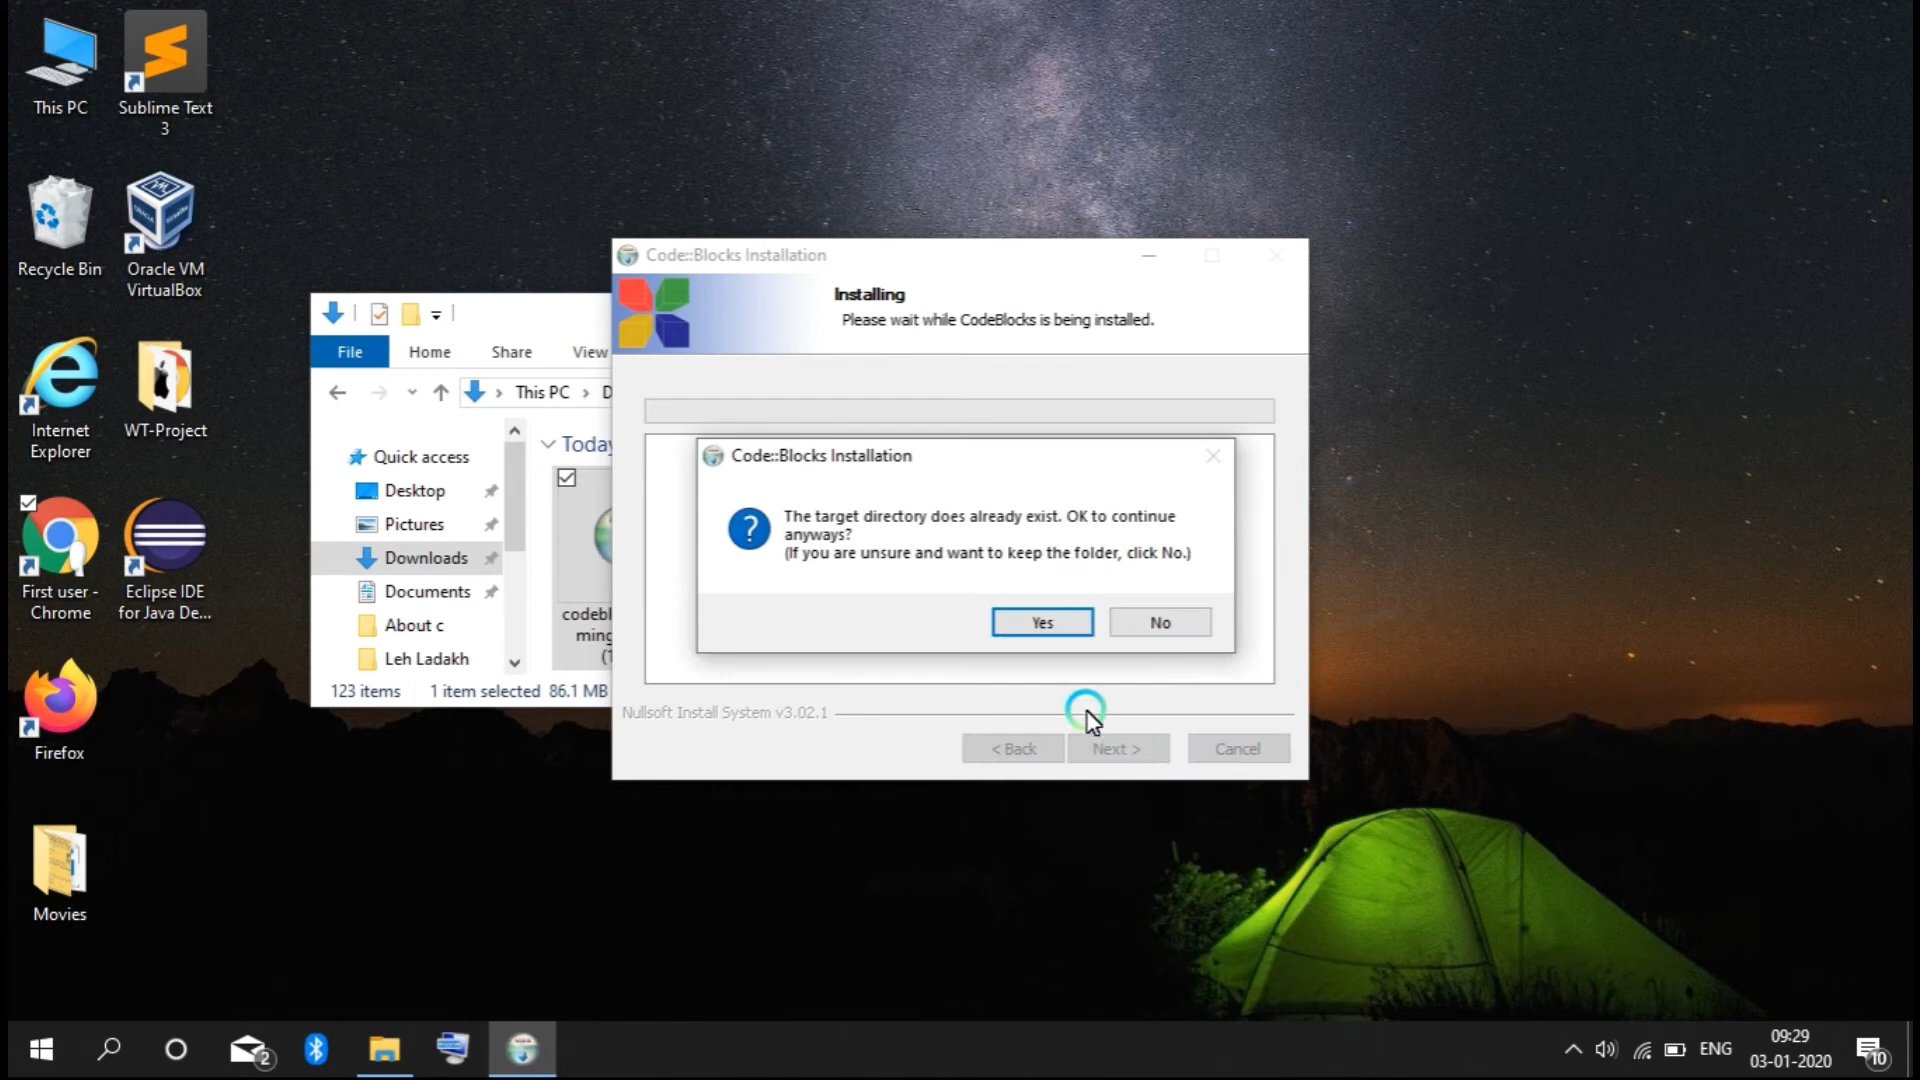 This PC
Sublime Text
3
Recycle Bin
Oracle VM
VirtualBox
Internet
Explorer
WT-Project
First user -
Chrome
Eclipse IDE
for Java De...
Firefox
Movies
File
Home
Share
View
This PC
D
Quick access
Desktop
Pictures
Downloads
Documents
About c
Leh Ladakh
Today
codebl
ming
(1
123 items
1 item selected
86.1 MB
Code::Blocks Installation
Installing
Please wait while CodeBlocks is being installed.
Code::Blocks Installation
?
The target directory does already exist. OK to continue
anyways?
(If you are unsure and want to keep the folder, click No.)
Yes
No
Nullsoft Install System v3.02.1
< Back
Next >
Cancel
2
ENG
09:29
03-01-2020
10